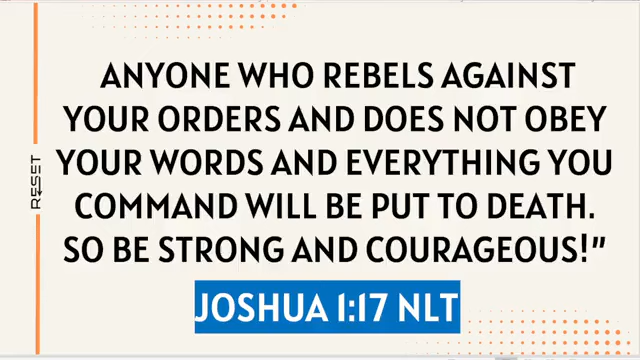 ANYONE WHO REBELS AGAINST
YOUR ORDERS AND DOES NOT OBEY
YOUR WORDS AND EVERYTHING YOU
COMMAND WILL BE PUT TO DEATH.
SO BE STRONG AND COURAGEOUS!”
JOSHUA 1:17 NLT
RESET